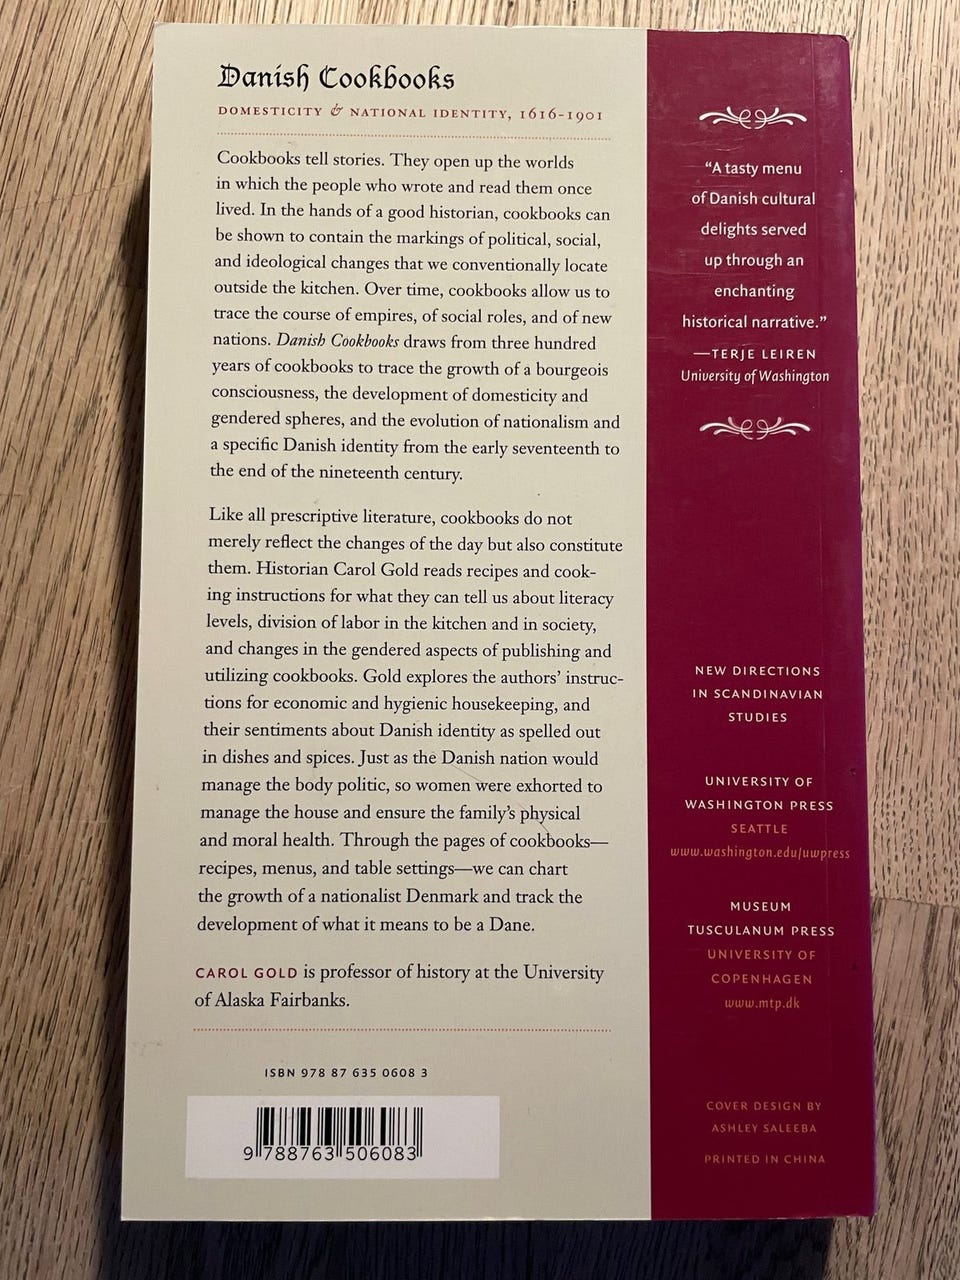 Danish Cookbooks
DOMESTICITY & NATIONAL IDENTITY, 1616-1901
Cookbooks tell stories. They open up the worlds
in which the people who wrote and read them once
lived. In the hands of a good historian, cookbooks can
be shown to contain the markings of political, social,
and ideological changes that we conventionally locate
outside the kitchen. Over time, cookbooks allow us to
trace the course of empires, of social roles, and of new
nations. Danish Cookbooks draws from three hundred
years of cookbooks to trace the growth of a bourgeois
consciousness, the development of domesticity and
gendered spheres, and the evolution of nationalism and
a specific Danish identity from the early seventeenth to
the end of the nineteenth century.
Like all prescriptive literature, cookbooks do not
merely reflect the changes of the day but also constitute
them. Historian Carol Gold reads recipes and cook-
ing instructions for what they can tell us about literacy
levels, division of labor in the kitchen and in society,
and changes in the gendered aspects of publishing and
utilizing cookbooks. Gold explores the authors' instruc-
tions for economic and hygienic housekeeping, and
their sentiments about Danish identity as spelled out
in dishes and spices. Just as the Danish nation would
manage the body politic, so women were exhorted to
manage the house and ensure the family's physical
and moral health. Through the pages of cookbooks—
recipes, menus, and table settings—we can chart
the growth of a nationalist Denmark and track the
development of what it means to be a Dane.
CAROL GOLD is professor of history at the University
of Alaska Fairbanks.
ISBN 978 87 635 0608 3
9 788763 506083
"A tasty menu
of Danish cultural
delights served
up through an
enchanting
historical narrative."
—TERJE LEIREN
University of Washington
NEW DIRECTIONS
IN SCANDINAVIAN
STUDIES
UNIVERSITY OF
WASHINGTON PRESS
SEATTLE
www.washington.edu/uwpress
MUSEUM
TUSCULANUM PRESS
UNIVERSITY OF
COPENHAGEN
www.mtp.dk
COVER DESIGN BY
ASHLEY SALEEBA
PRINTED IN CHINA